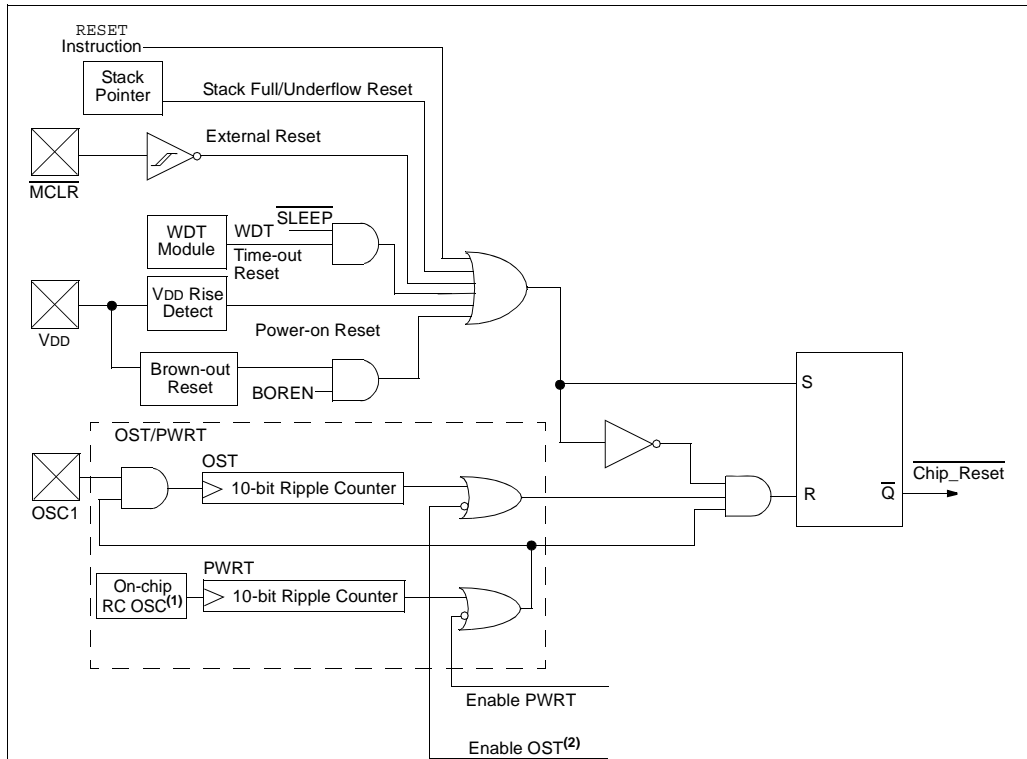 RESET
Instruction
Stack
Pointer
Stack Full/Underflow Reset
External Reset
MCLR
SLEEP
WDT
Module
WDT
Time-out
Reset
VDD Rise
Detect
VDD
Power-on Reset
Brown-out
Reset
BOREN
S
OST/PWRT
OST
10-bit Ripple Counter
OSC1
R
Q
Chip_Reset
PWRT
On-chip
RC OSC(1)
10-bit Ripple Counter
Enable PWRT
Enable OST(2)